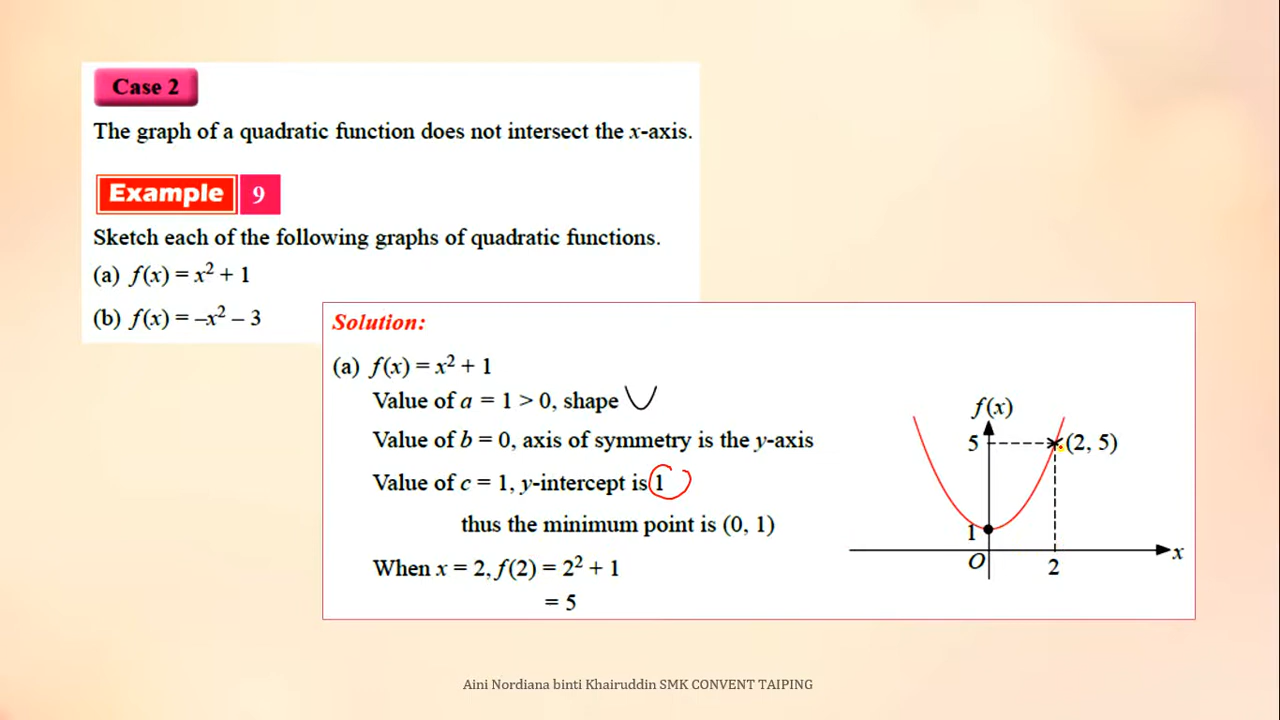 Case 2
The graph of a quadratic function does not intersect the x-axis.
Example 9
Sketch each of the following graphs of quadratic functions.
(a) f(x) = x² + 1
(b) f(x) = –x² – 3
Solution:
(a) f(x) = x² + 1
Value of a = 1 > 0, shape
Value of b = 0, axis of symmetry is the y-axis
Value of c = 1, y-intercept is 1
thus the minimum point is (0, 1)
When x = 2, f(2) = 2² + 1
= 5
f(x)
5
(2, 5)
1
O
2
x
Aini Nordiana binti Khairuddin SMK CONVENT TAIPING